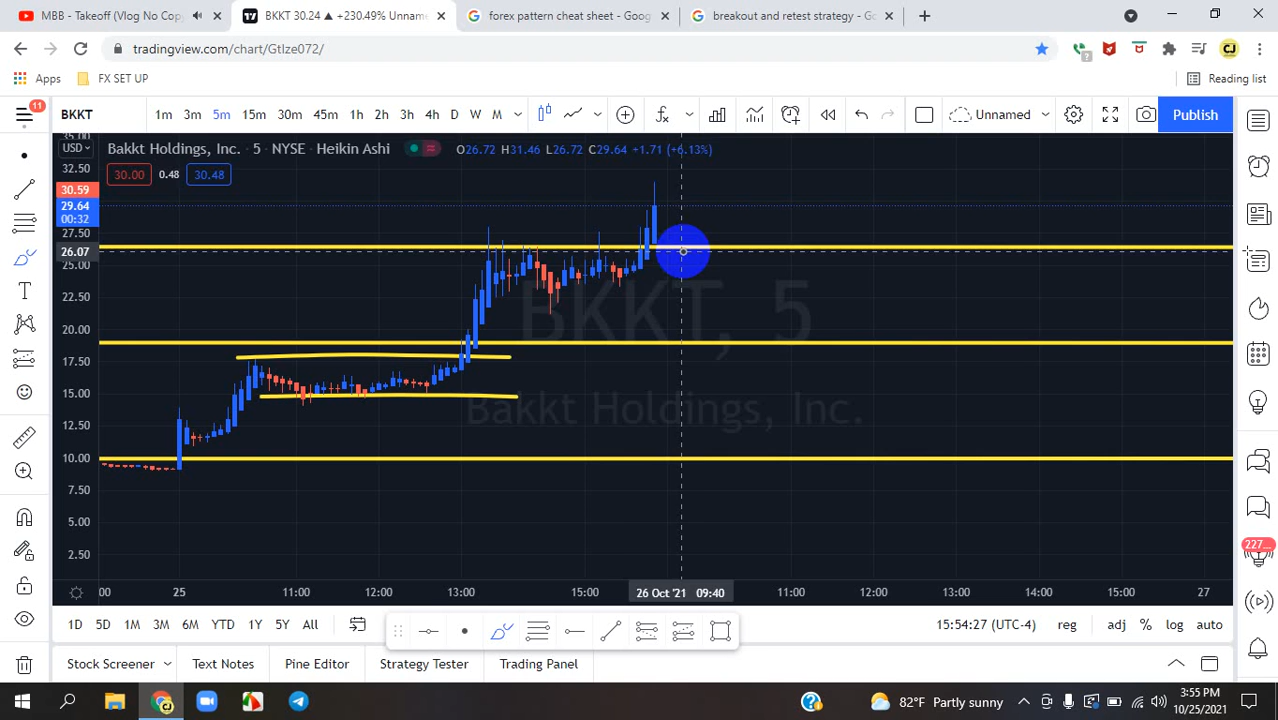 MBB - Takeoff (Vlog No Cop
BKKT 30.24 ▲ +230.49% Unname
forex pattern cheat sheet - Goog
breakout and retest strategy - Go
tradingview.com/chart/GtIze072/
Apps
FX SET UP
Reading list
11
BKKT
1m 3m 5m 15m 30m 45m 1h 2h 3h 4h D W M
Unnamed
Publish
USD
Bakkt Holdings, Inc. · 5 · NYSE · Heikin Ashi
O26.72 H31.46 L26.72 C29.64 +1.71 (+6.13%)
30.00 0.48 30.48
35.00
32.50
30.59
29.64
00:32
27.50
26.07
25.00
22.50
20.00
17.50
15.00
12.50
10.00
7.50
5.00
2.50
BKKT, 5
Bakkt Holdings, Inc.
227...
:00 25 11:00 12:00 13:00 15:00 26 Oct '21 09:40 11:00 12:00 13:00 14:00 15:00 27
1D 5D 1M 3M 6M YTD 1Y 5Y All
15:54:27 (UTC-4) reg adj % log auto
Stock Screener Text Notes Pine Editor Strategy Tester Trading Panel
82°F Partly sunny
3:55 PM
10/25/2021